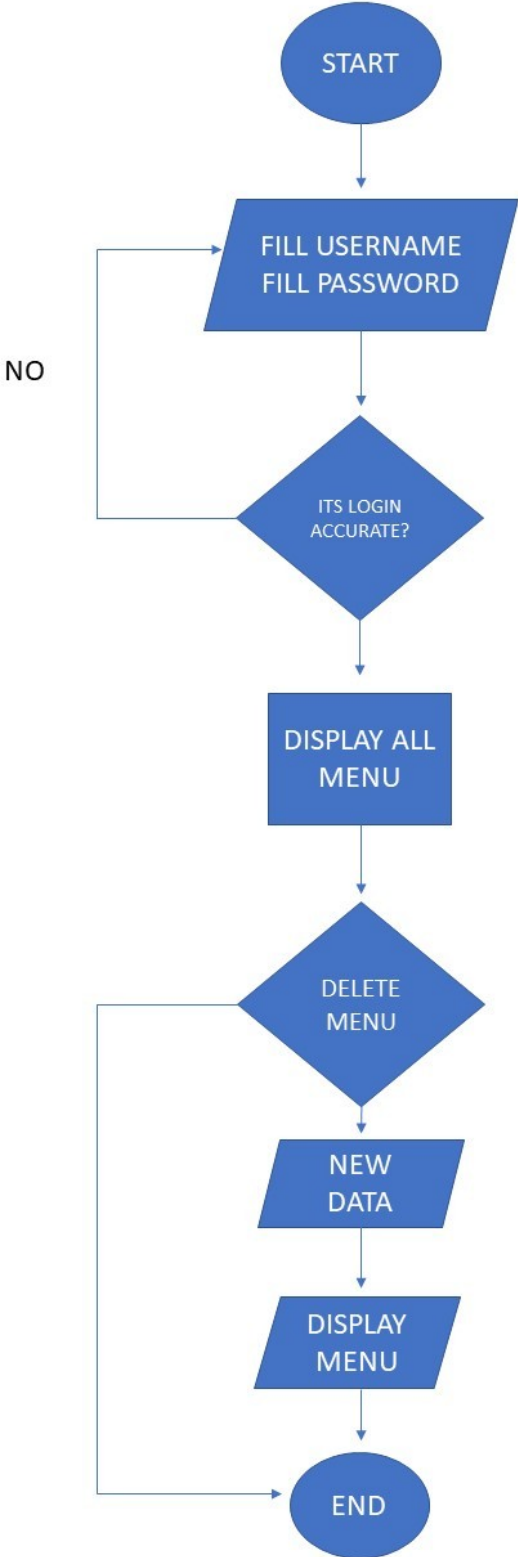 START
FILL USERNAME
FILL PASSWORD
NO
ITS LOGIN
ACCURATE?
DISPLAY ALL
MENU
DELETE
MENU
NEW
DATA
DISPLAY
MENU
END